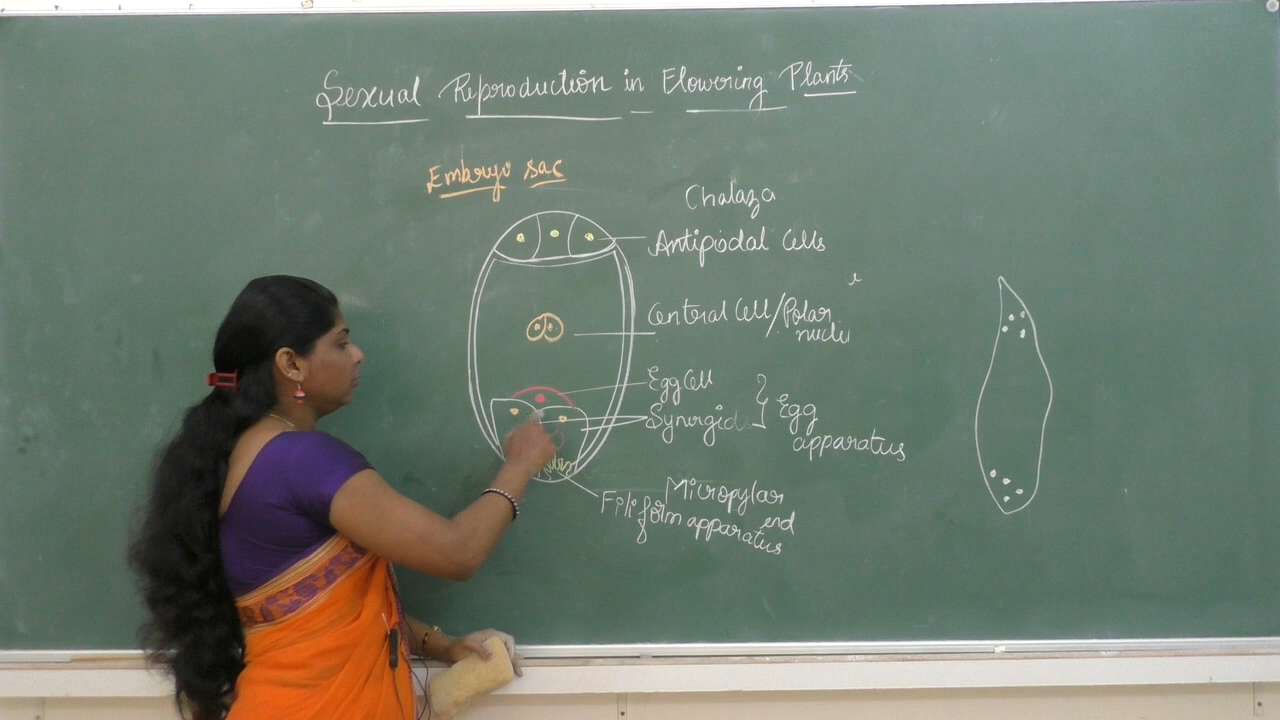 Sexual Reproduction in Flowering Plants
Embryo sac
Chalaza
Antipodal Cells
Central Cell/Polar
nuclei
Egg Cell
Synergid
Egg
apparatus
Micropylar
end
Filiform apparatus